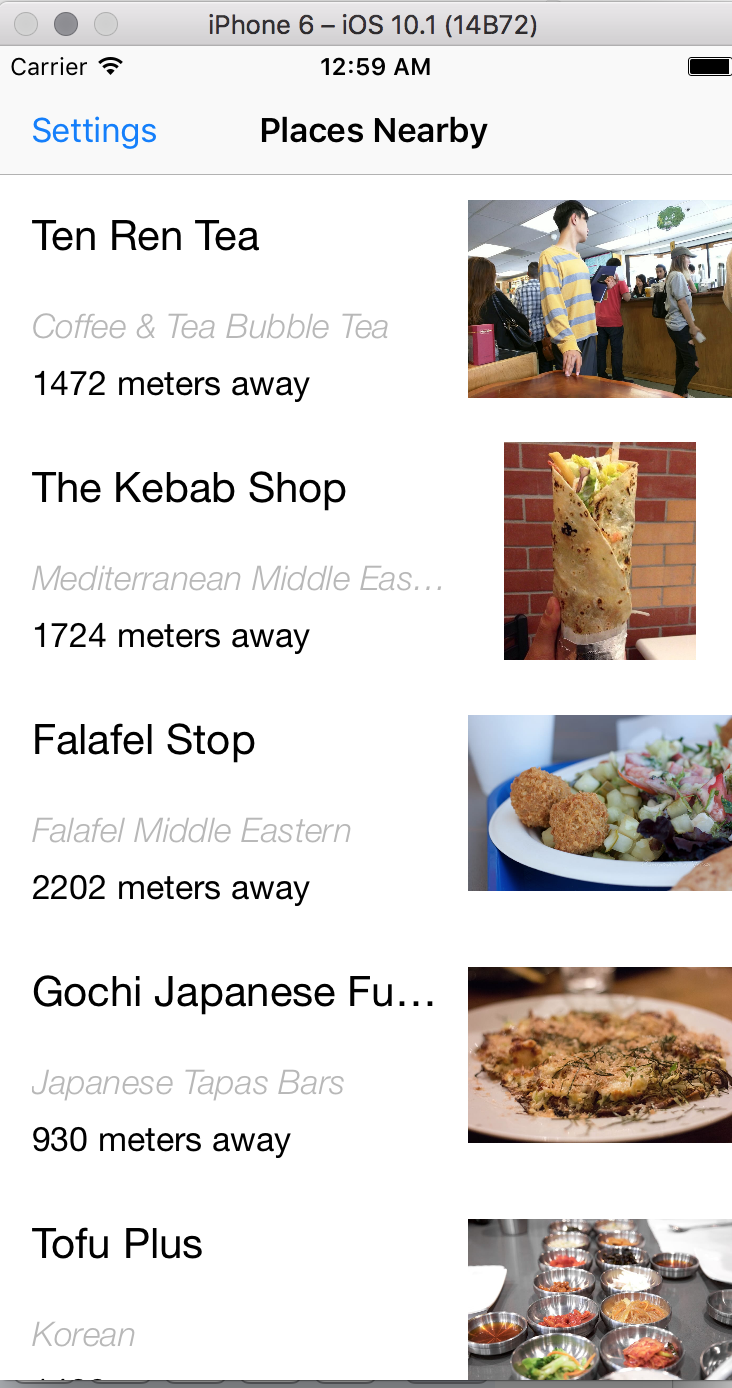 iPhone 6 – iOS 10.1 (14B72)
Carrier 12:59 AM
Settings Places Nearby
Ten Ren Tea
Coffee & Tea Bubble Tea
1472 meters away
The Kebab Shop
Mediterranean Middle Eas…
1724 meters away
Falafel Stop
Falafel Middle Eastern
2202 meters away
Gochi Japanese Fu…
Japanese Tapas Bars
930 meters away
Tofu Plus
Korean